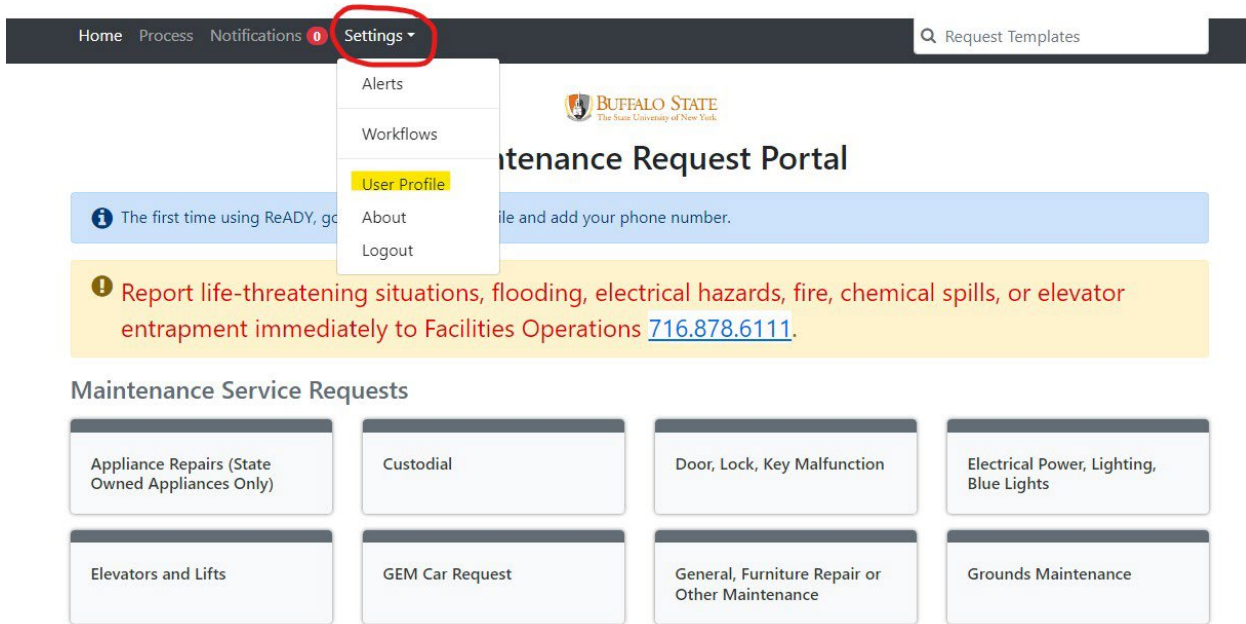 Home Process Notifications 0 Settings
Request Templates
Alerts
Workflows
User Profile
About
Logout
BUFFALO STATE
The State University of New York
ntenance Request Portal
The first time using ReADY, go ile and add your phone number.
Report life-threatening situations, flooding, electrical hazards, fire, chemical spills, or elevator
entrapment immediately to Facilities Operations 716.878.6111.
Maintenance Service Requests
Appliance Repairs (State
Owned Appliances Only)
Custodial
Door, Lock, Key Malfunction
Electrical Power, Lighting,
Blue Lights
Elevators and Lifts
GEM Car Request
General, Furniture Repair or
Other Maintenance
Grounds Maintenance